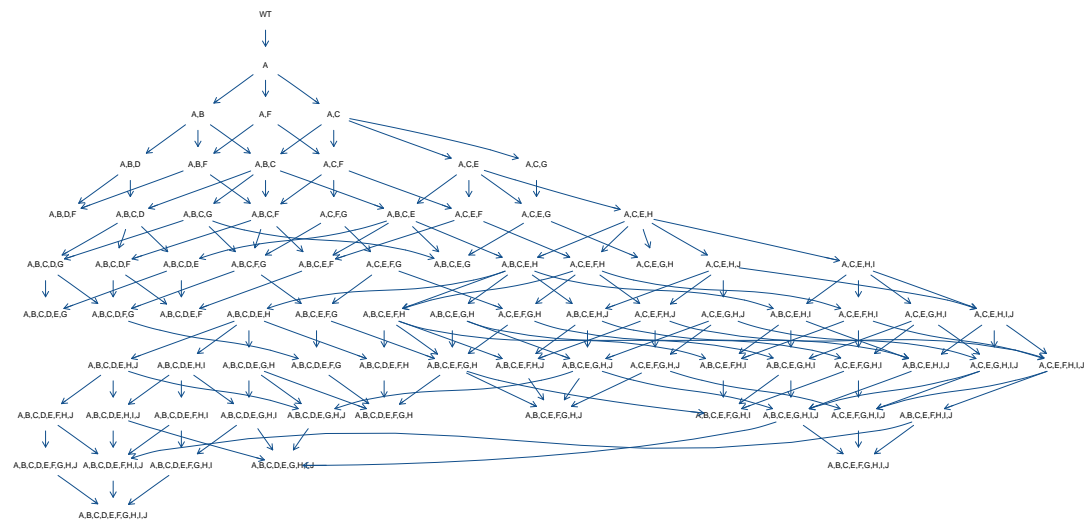 WT
A
A,B
A,F
A,C
A,B,D
A,B,F
A,B,C
A,C,F
A,C,E
A,C,G
A,B,D,F
A,B,C,D
A,B,C,G
A,B,C,F
A,C,F,G
A,B,C,E
A,C,E,F
A,C,E,G
A,C,E,H
A,B,C,D,G
A,B,C,D,F
A,B,C,D,E
A,B,C,F,G
A,B,C,E,F
A,C,E,F,G
A,B,C,E,G
A,B,C,E,H
A,C,E,F,H
A,C,E,G,H
A,C,E,H,J
A,C,E,H,I
A,B,C,D,E,G
A,B,C,D,F,G
A,B,C,D,E,F
A,B,C,D,E,H
A,B,C,E,F,G
A,B,C,E,F,H
A,B,C,E,G,H
A,C,E,F,G,H
A,B,C,E,H,J
A,C,E,F,H,J
A,C,E,G,H,J
A,B,C,E,H,I
A,C,E,F,H,I
A,C,E,G,H,I
A,C,E,H,I,J
A,B,C,D,E,H,J
A,B,C,D,E,H,I
A,B,C,D,E,G,H
A,B,C,D,E,F,G
A,B,C,D,E,F,H
A,B,C,E,F,G,H
A,B,C,E,F,H,J
A,B,C,E,G,H,J
A,C,E,F,G,H,J
A,B,C,E,F,H,I
A,B,C,E,G,H,I
A,C,E,F,G,H,I
A,B,C,E,H,I,J
A,C,E,G,H,I,J
A,C,E,F,H,I,J
A,B,C,D,E,F,H,J
A,B,C,D,E,H,I,J
A,B,C,D,E,F,H,I
A,B,C,D,E,G,H,I
A,B,C,D,E,G,H,J
A,B,C,D,E,F,G,H
A,B,C,E,F,G,H,J
A,B,C,E,F,G,H,I
A,B,C,E,G,H,I,J
A,C,E,F,G,H,I,J
A,B,C,E,F,H,I,J
A,B,C,D,E,F,G,H,J
A,B,C,D,E,F,H,I,J
A,B,C,D,E,F,G,H,I
A,B,C,E,F,G,H,I,J
A,B,C,D,E,F,G,H,I,J